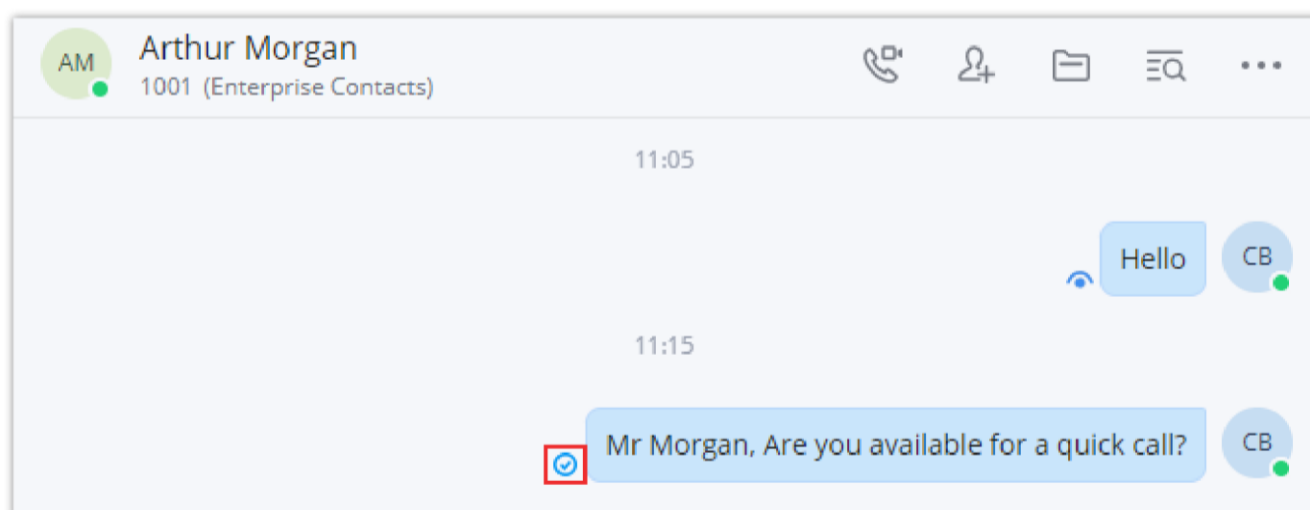 AM
Arthur Morgan
1001 (Enterprise Contacts)
11:05
Hello
CB
11:15
Mr Morgan, Are you available for a quick call?
CB